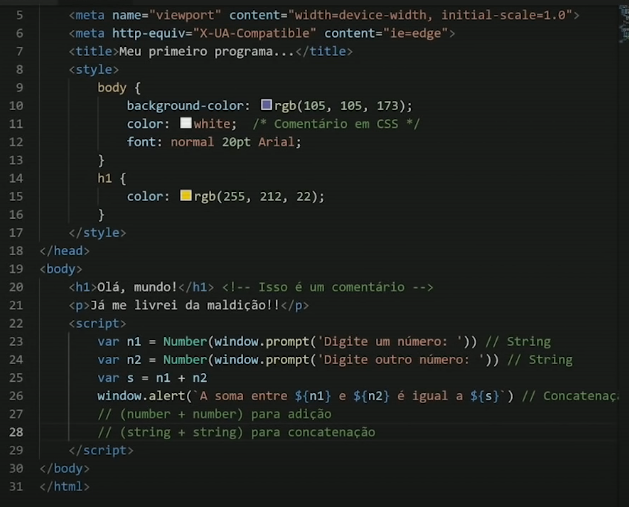 5 <meta name="viewport" content="width=device-width, initial-scale=1.0">
6 <meta http-equiv="X-UA-Compatible" content="ie=edge">
7 <title>Meu primeiro programa...</title>
8 <style>
9 body {
10 background-color: rgb(105, 105, 173);
11 color: white; /* Comentário em CSS */
12 font: normal 20pt Arial;
13 }
14 h1 {
15 color: rgb(255, 212, 22);
16 }
17 </style>
18 </head>
19 <body>
20 <h1>Olá, mundo!</h1> <!-- Isso é um comentário -->
21 <p>Já me livrei da maldição!!</p>
22 <script>
23 var n1 = Number(window.prompt('Digite um número: ')) // String
24 var n2 = Number(window.prompt('Digite outro número: ')) // String
25 var s = n1 + n2
26 window.alert(`A soma entre ${n1} e ${n2} é igual a ${s}`) // Concatenaç
27 // (number + number) para adição
28 // (string + string) para concatenação
29 </script>
30 </body>
31 </html>